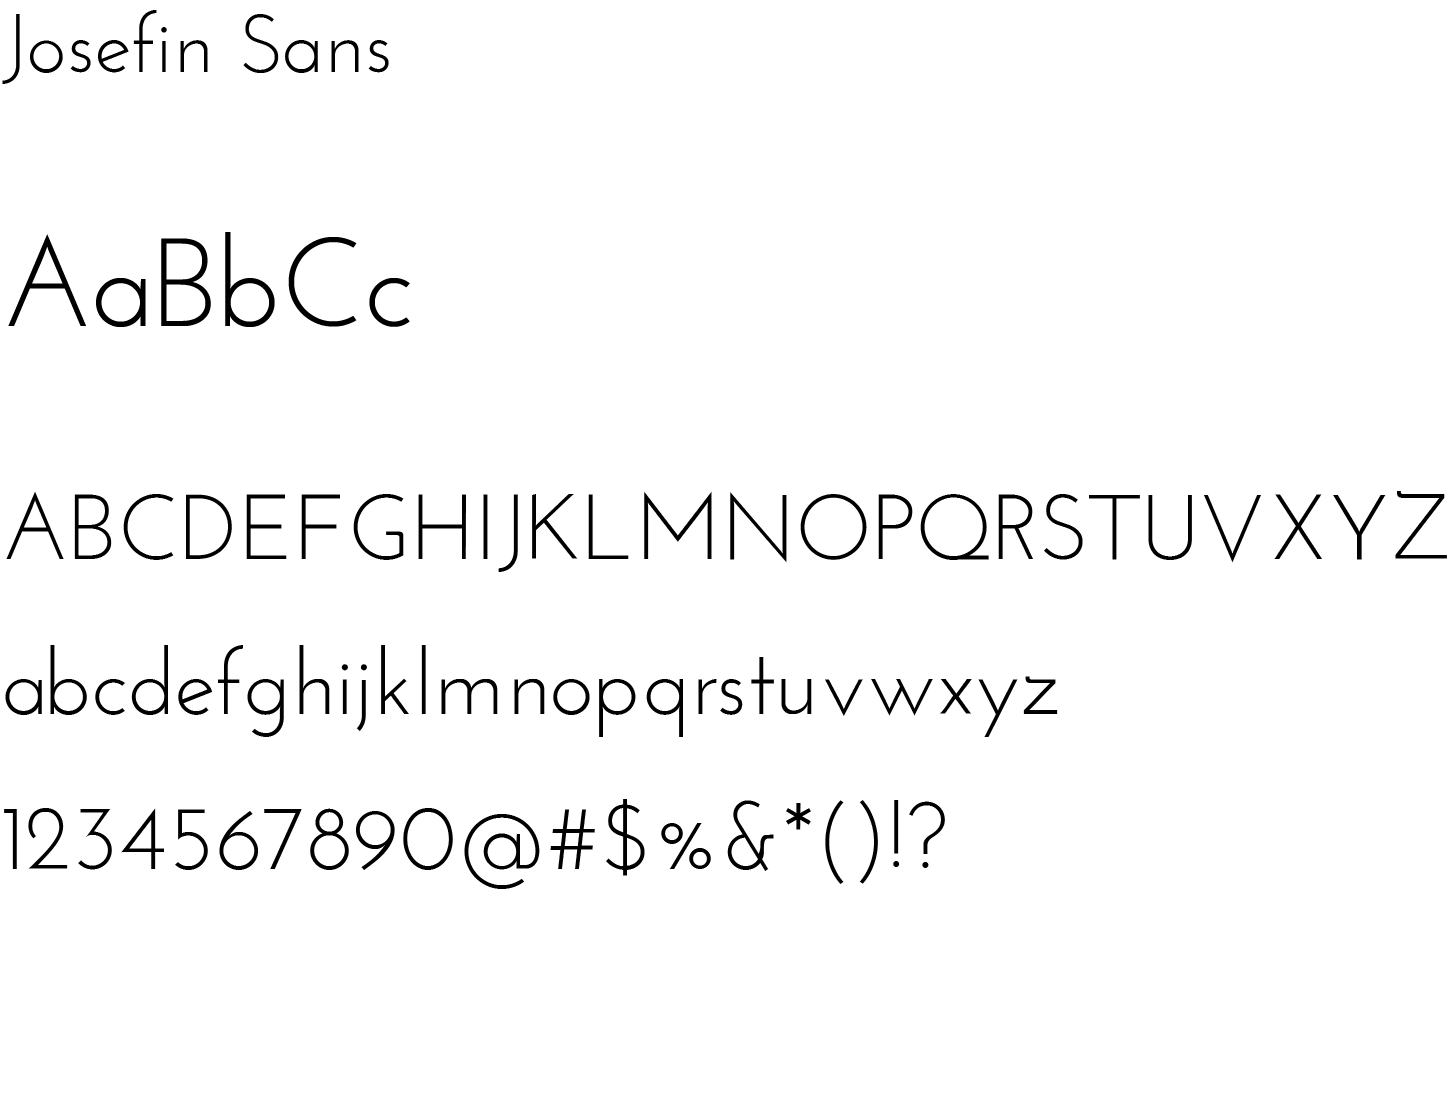 Josefin Sans
AaBbCc
ABCDEFGHIJKLMNOPQRSTUVXYZ
abcdefghijklmnopqrstuvwxyz
1234567890@#$%&*()!?